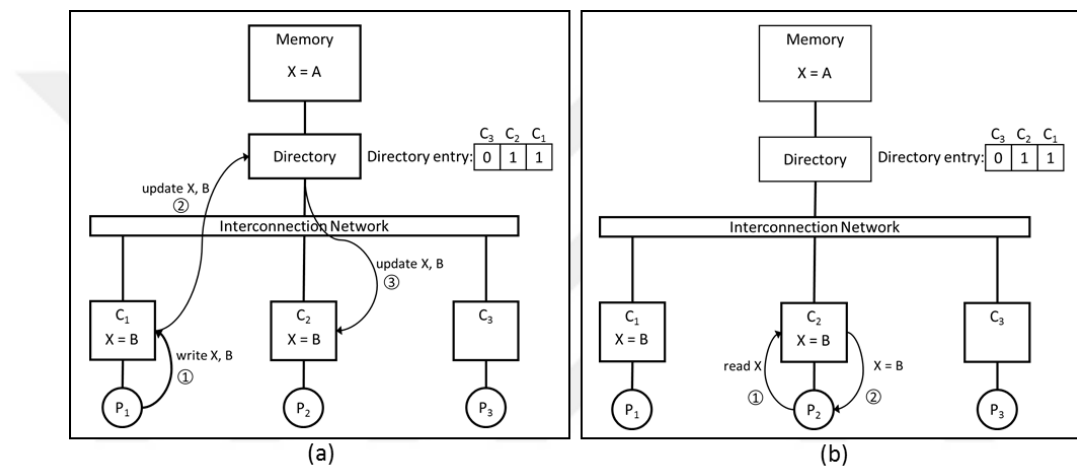 Memory
X = A
C3 C2 C1
Directory
Directory entry: 0 1 1
update X, B
②
Interconnection Network
update X, B
③
C1
X = B
C2
X = B
C3
write X, B
①
P1
P2
P3
(a)
Memory
X = A
C3 C2 C1
Directory
Directory entry: 0 1 1
Interconnection Network
C1
X = B
C2
X = B
C3
read X
①
X = B
②
P1
P2
P3
(b)